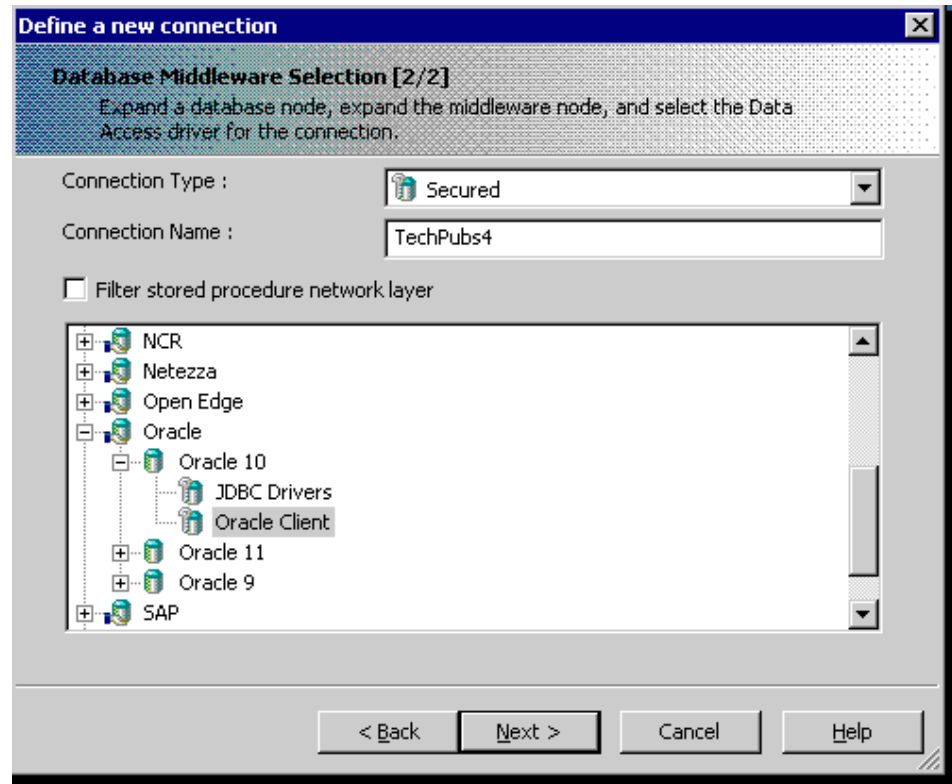 Define a new connection
Database Middleware Selection [2/2]
Expand a database node, expand the middleware node, and select the Data
Access driver for the connection.
Connection Type :
Secured
Connection Name :
TechPubs4
Filter stored procedure network layer
NCR
Netezza
Open Edge
Oracle
Oracle 10
JDBC Drivers
Oracle Client
Oracle 11
Oracle 9
SAP
< Back Next > Cancel Help